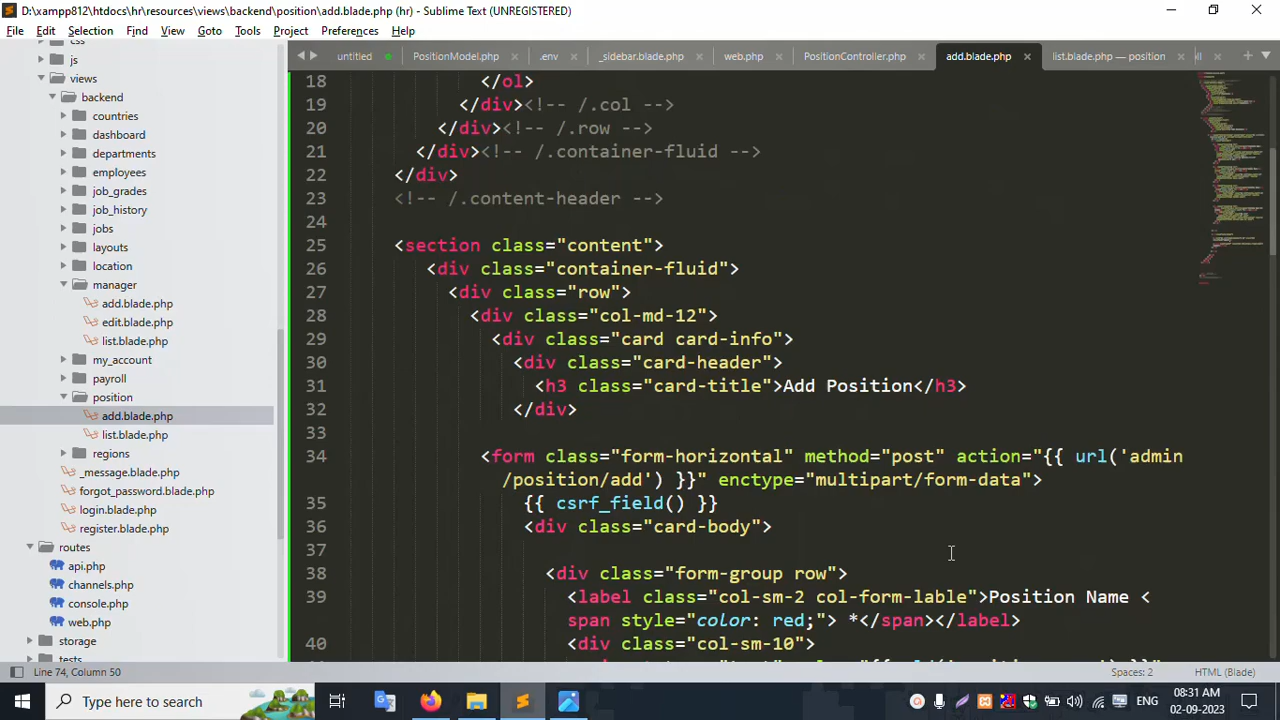 D:\xampp812\htdocs\hr\resources\views\backend\position\add.blade.php (hr) - Sublime Text (UNREGISTERED)
File Edit Selection Find View Goto Tools Project Preferences Help
untitled PositionModel.php .env _sidebar.blade.php web.php PositionController.php add.blade.php list.blade.php — position
css
js
views
backend
countries
dashboard
departments
employees
job_grades
job_history
jobs
layouts
location
manager
add.blade.php
edit.blade.php
list.blade.php
my_account
payroll
position
add.blade.php
list.blade.php
regions
_message.blade.php
forgot_password.blade.php
login.blade.php
register.blade.php
routes
api.php
channels.php
console.php
web.php
storage
tests
18 </ol>
19 </div><!-- /.col -->
20 </div><!-- /.row -->
21 </div><!-- /.container-fluid -->
22 </div>
23 <!-- /.content-header -->
24
25 <section class="content">
26 <div class="container-fluid">
27 <div class="row">
28 <div class="col-md-12">
29 <div class="card card-info">
30 <div class="card-header">
31 <h3 class="card-title">Add Position</h3>
32 </div>
33
34 <form class="form-horizontal" method="post" action="{{ url('admin
/position/add') }}" enctype="multipart/form-data">
35 {{ csrf_field() }}
36 <div class="card-body">
37
38 <div class="form-group row">
39 <label class="col-sm-2 col-form-lable">Position Name <
span style="color: red;"> *</span></label>
40 <div class="col-sm-10">
Line 74, Column 50 Spaces: 2 HTML (Blade)
Type here to search
ENG
08:31 AM
02-09-2023